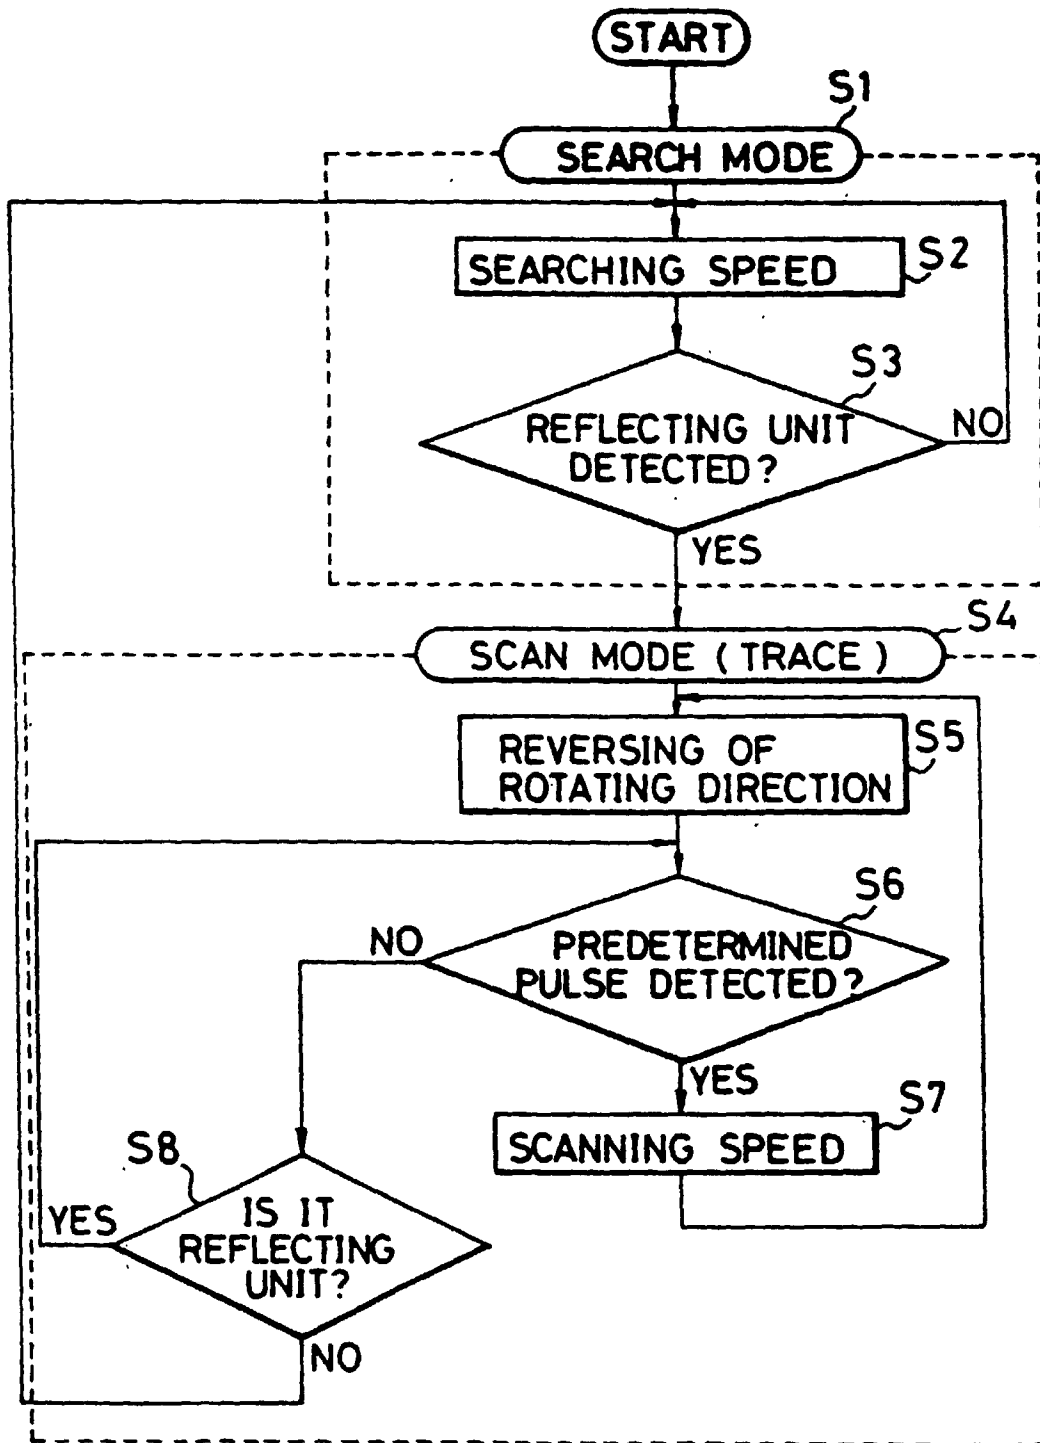 START
S1
SEARCH MODE
SEARCHING SPEED
S2
S3
REFLECTING UNIT
DETECTED?
NO
YES
S4
SCAN MODE (TRACE)
REVERSING OF
ROTATING DIRECTION
S5
S6
NO
PREDETERMINED
PULSE DETECTED?
YES
S7
SCANNING SPEED
S8
YES
IS IT
REFLECTING
UNIT?
NO